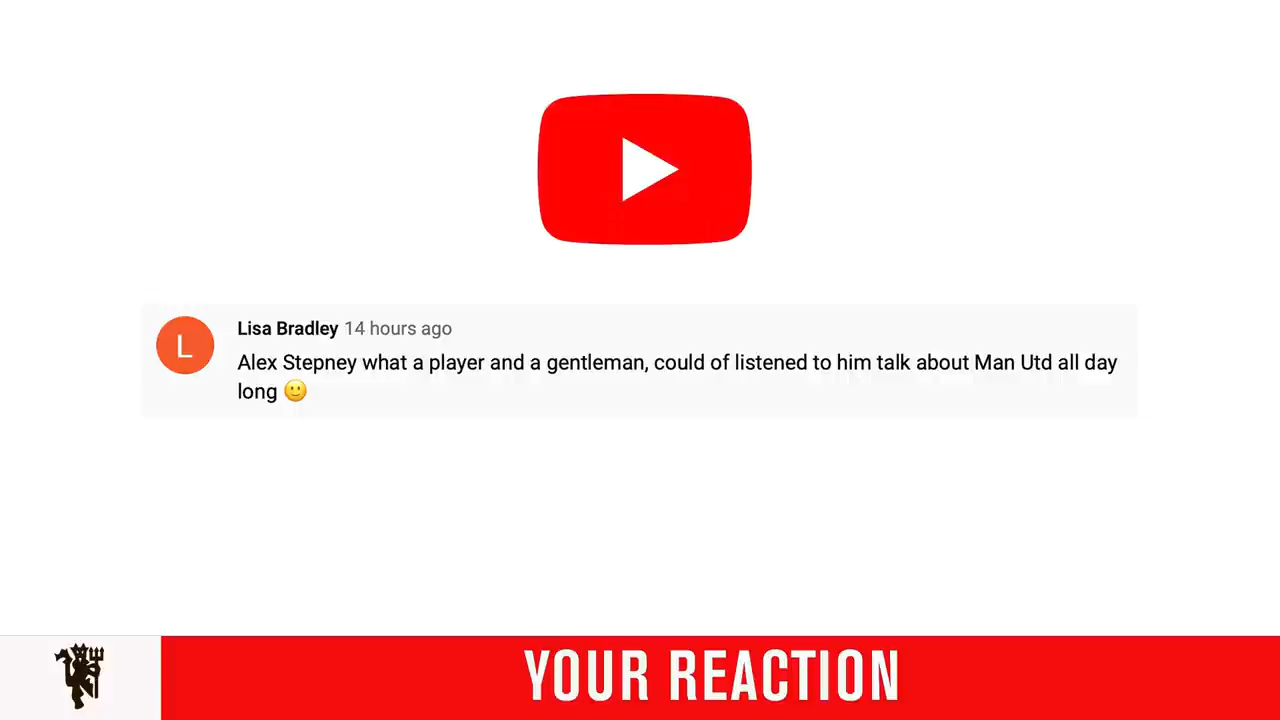 L
Lisa Bradley 14 hours ago
Alex Stepney what a player and a gentleman, could of listened to him talk about Man Utd all day
long 🙂
YOUR REACTION